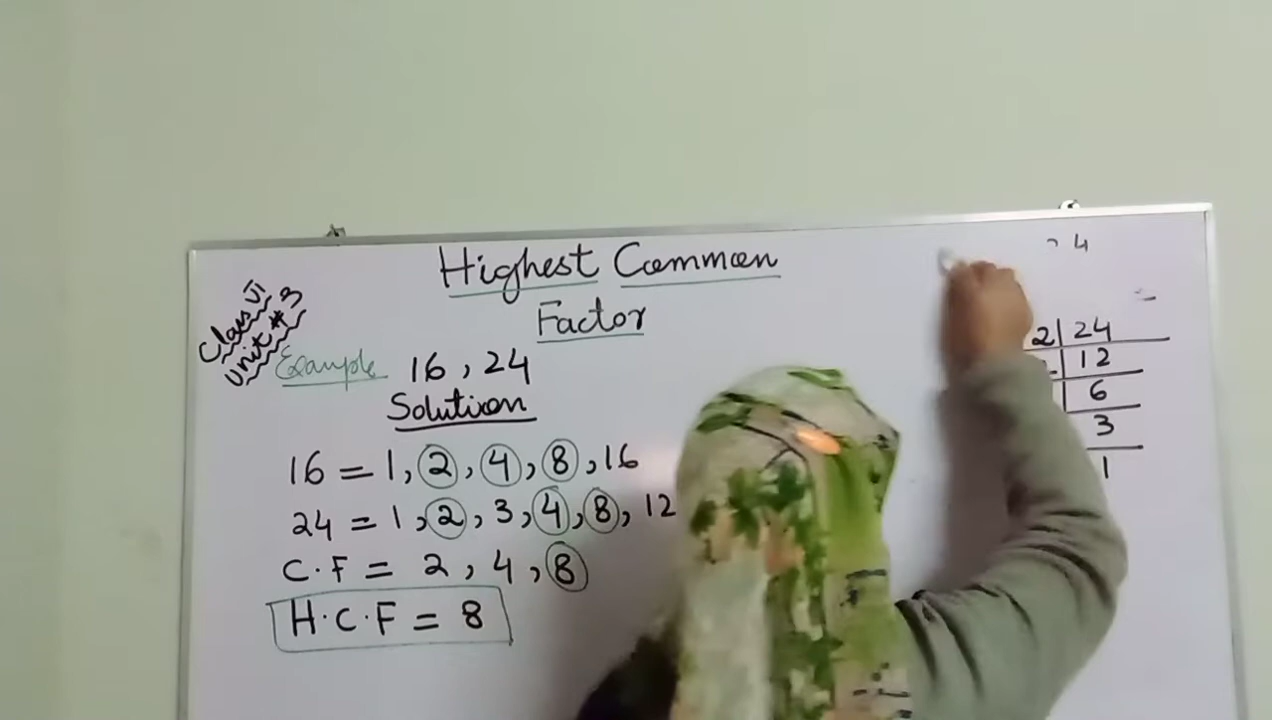 Highest Common
Factor
Class VI
Unit # 3
Example 16, 24
Solution
16 = 1, 2, 4, 8, 16
24 = 1, 2, 3, 4, 8, 12
C.F = 2, 4, 8
H.C.F = 8
4
2 | 24
12
6
3
1